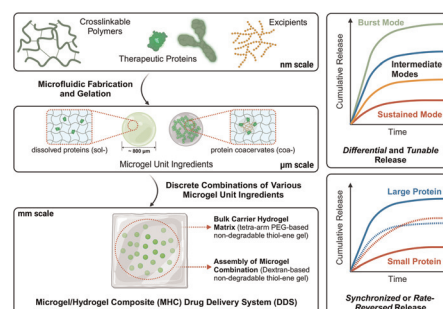 Crosslinkable
Polymers
Excipients
Therapeutic Proteins
nm scale
Microfluidic Fabrication
and Gelation
dissolved proteins (sol-)
~ 800 μm
protein coacervates (coa-)
Microgel Unit Ingredients
μm scale
Discrete Combinations of Various
Microgel Unit Ingredients
mm scale
Bulk Carrier Hydrogel
Matrix (tetra-arm PEG-based
non-degradable thiol-ene gel)
Assembly of Microgel
Combination (Dextran-based
non-degradable thiol-ene gel)
Microgel/Hydrogel Composite (MHC) Drug Delivery System (DDS)
Cumulative Release
Burst Mode
Intermediate
Modes
Sustained Mode
Time
Differential and Tunable
Release
Cumulative Release
Large Protein
Small Protein
Time
Synchronized or Rate-
Reversed Release